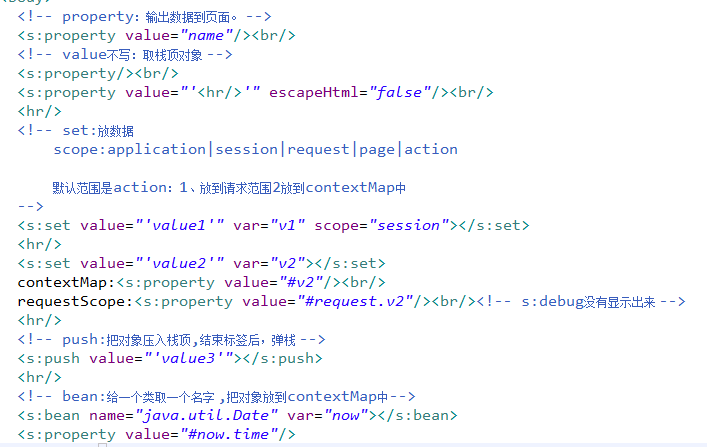 <!-- property：输出数据到页面。 -->
<s:property value="name"/><br/>
<!-- value不写：取栈顶对象 -->
<s:property/><br/>
<s:property value="'<hr/>'" escapeHtml="false"/><br/>
<hr/>
<!-- set:放数据
scope:application|session|request|page|action
默认范围是action：1、放到请求范围2放到contextMap中
-->
<s:set value="'value1'" var="v1" scope="session"></s:set>
<hr/>
<s:set value="'value2'" var="v2"></s:set>
contextMap:<s:property value="#v2"/><br/>
requestScope:<s:property value="#request.v2"/><br/><!-- s:debug没有显示出来 -->
<hr/>
<!-- push:把对象压入栈顶,结束标签后，弹栈 -->
<s:push value="'value3'"></s:push>
<hr/>
<!-- bean:给一个类取一个名字 ,把对象放到contextMap中-->
<s:bean name="java.util.Date" var="now"></s:bean>
<s:property value="#now.time"/>